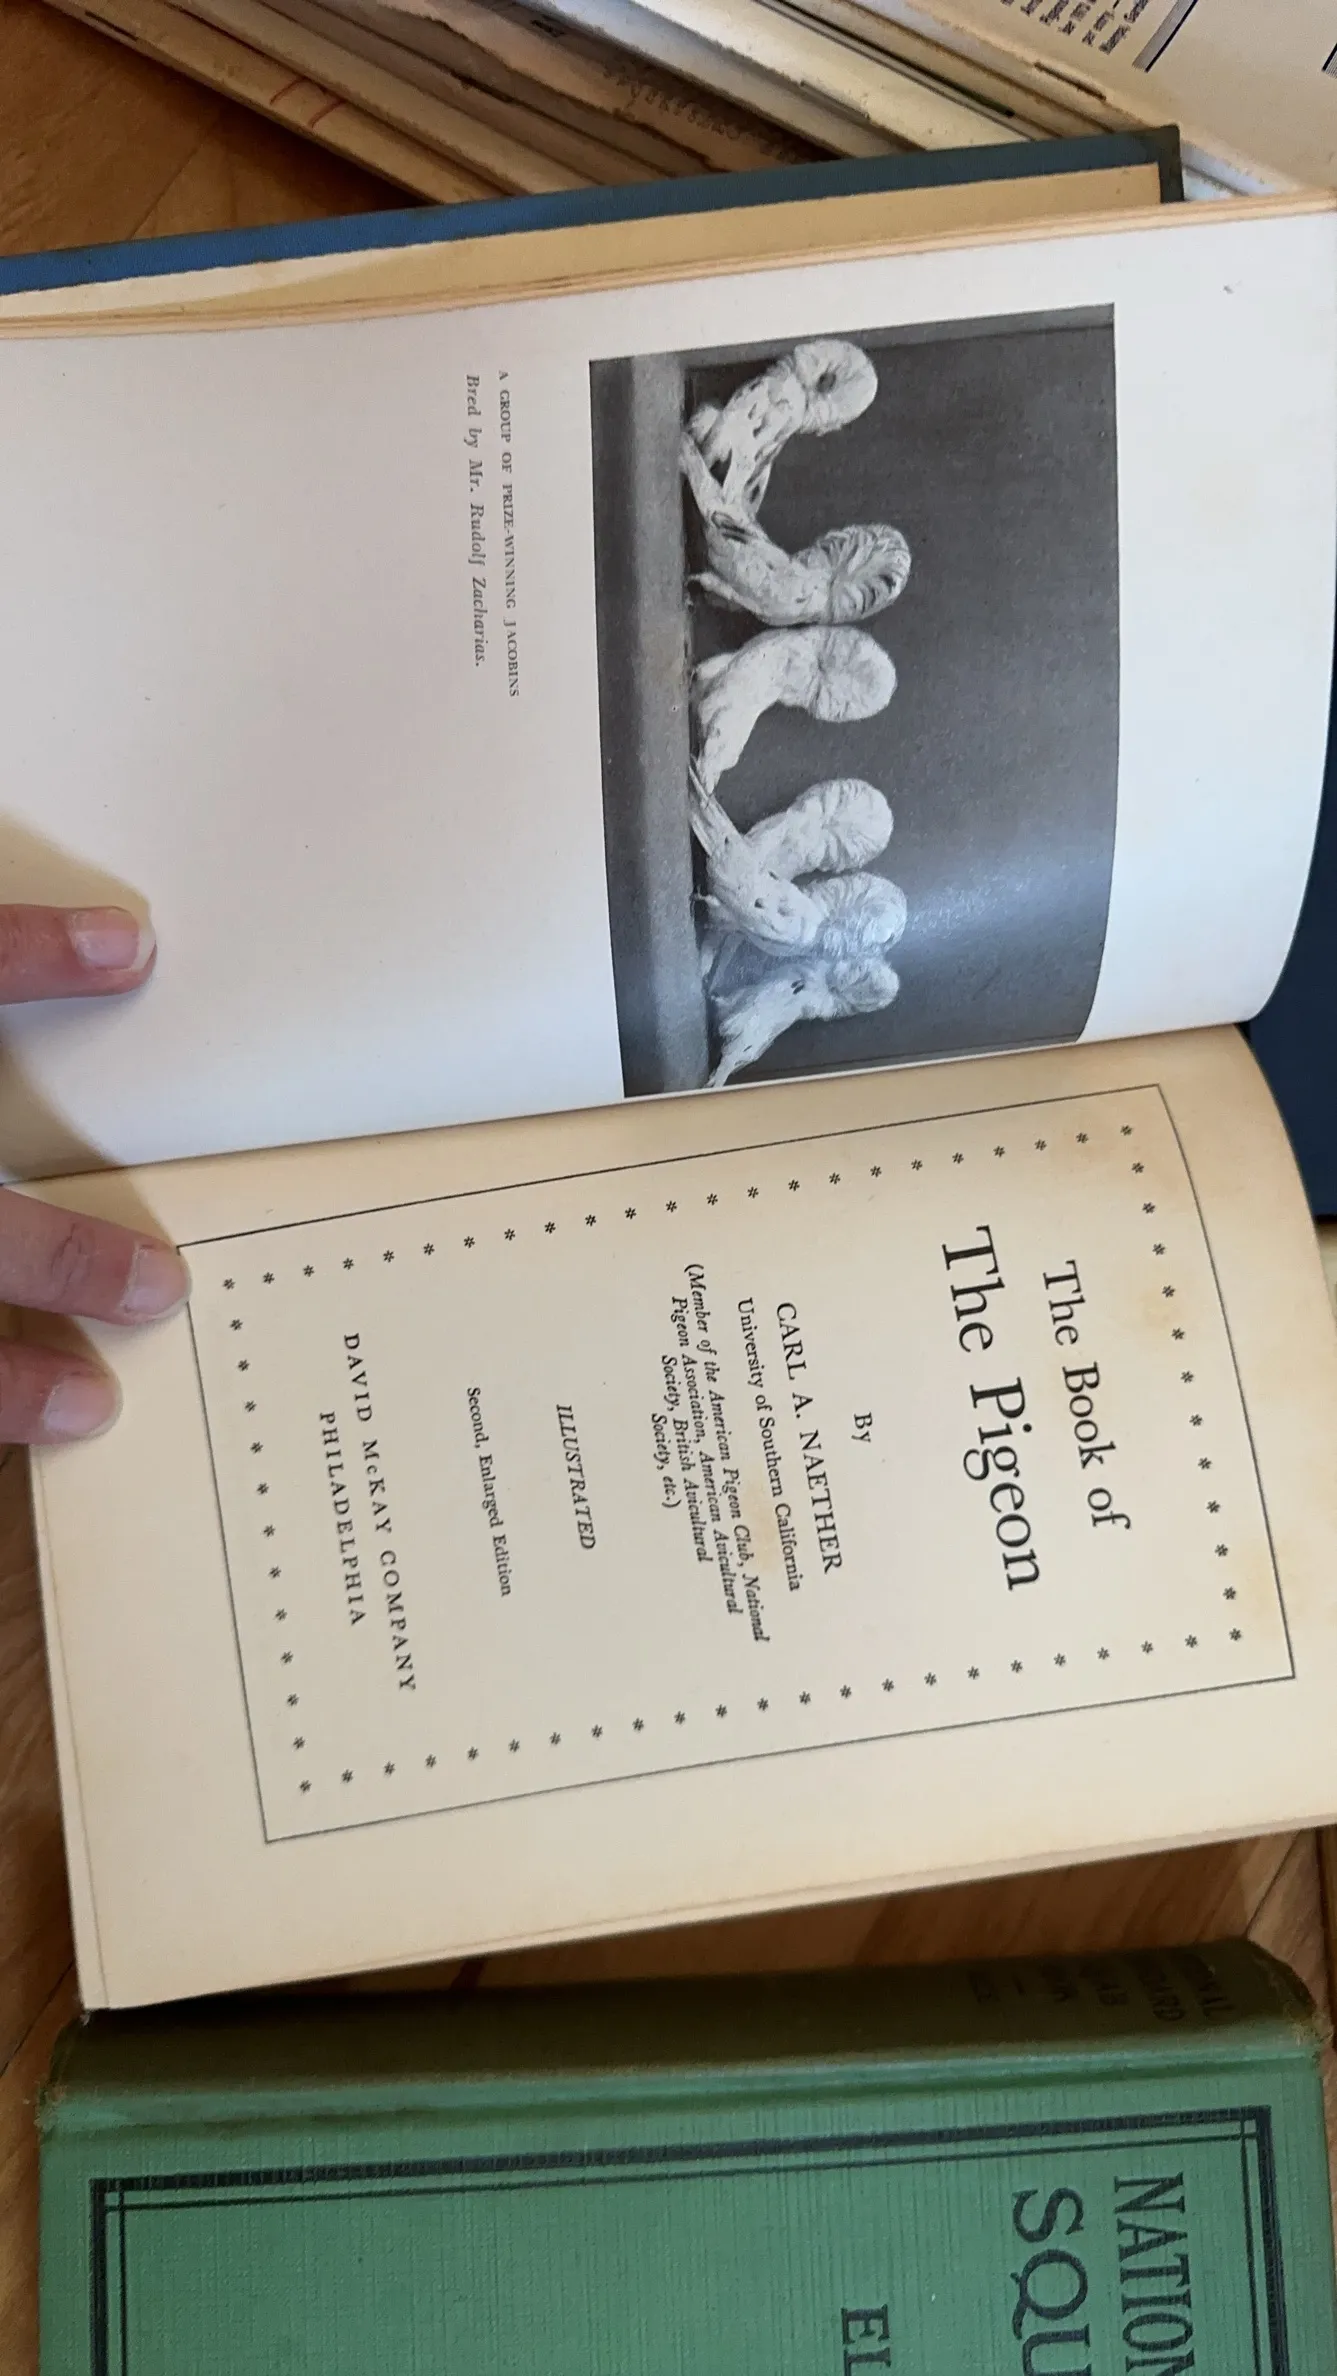 A GROUP OF PRIZE-WINNING JACOBINS
Bred by Mr. Rudolf Zacharias.
The Book of
The Pigeon
By
CARL A. NAETHER
University of Southern California
(Member of the American Pigeon Club, National
Pigeon Association, American Avicultural
Society, British Avicultural
Society, etc.)
ILLUSTRATED
Second, Enlarged Edition
DAVID McKAY COMPANY
PHILADELPHIA
NATION
SQU
EL